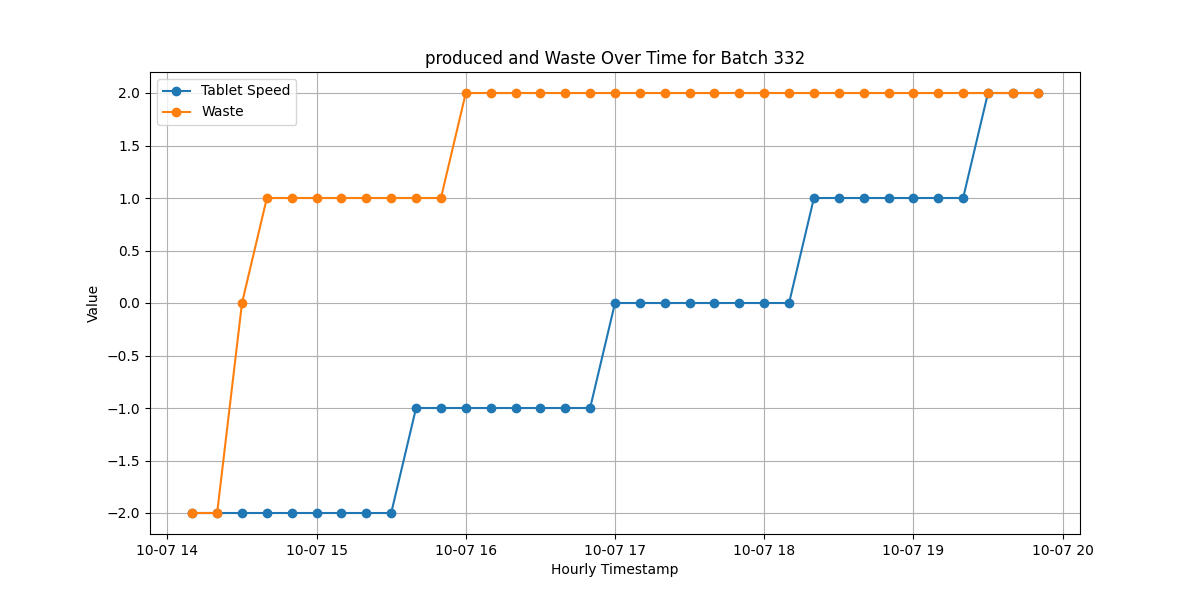 produced and Waste Over Time for Batch 332
Tablet Speed
Waste
2.0
1.5
1.0
0.5
0.0
−0.5
−1.0
−1.5
−2.0
Value
10-07 14 10-07 15 10-07 16 10-07 17 10-07 18 10-07 19 10-07 20
Hourly Timestamp